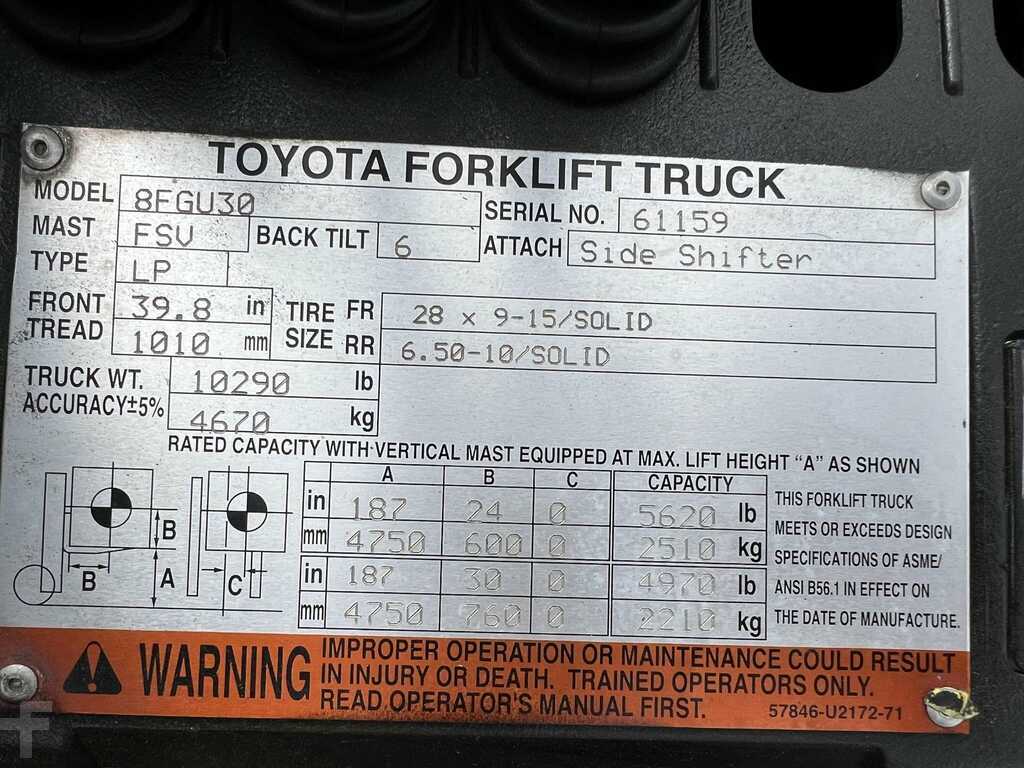 TOYOTA FORKLIFT TRUCK
MODEL 8FGU30 SERIAL NO. 61159
MAST FSV BACK TILT 6 ATTACH Side Shifter
TYPE LP
FRONT TREAD 39.8 in TIRE SIZE FR 28 x 9-15/SOLID
1010 mm RR 6.50-10/SOLID
TRUCK WT. 10290 lb
ACCURACY±5% 4670 kg
RATED CAPACITY WITH VERTICAL MAST EQUIPPED AT MAX. LIFT HEIGHT "A" AS SHOWN
A B C CAPACITY
in 187 24 0 5620 lb
mm 4750 600 0 2510 kg
in 187 30 0 4970 lb
mm 4750 760 0 2210 kg
B
B
A
C
THIS FORKLIFT TRUCK
MEETS OR EXCEEDS DESIGN
SPECIFICATIONS OF ASME/
ANSI B56.1 IN EFFECT ON
THE DATE OF MANUFACTURE.
WARNING
IMPROPER OPERATION OR MAINTENANCE COULD RESULT
IN INJURY OR DEATH. TRAINED OPERATORS ONLY.
READ OPERATOR'S MANUAL FIRST.
57846-U2172-71
F